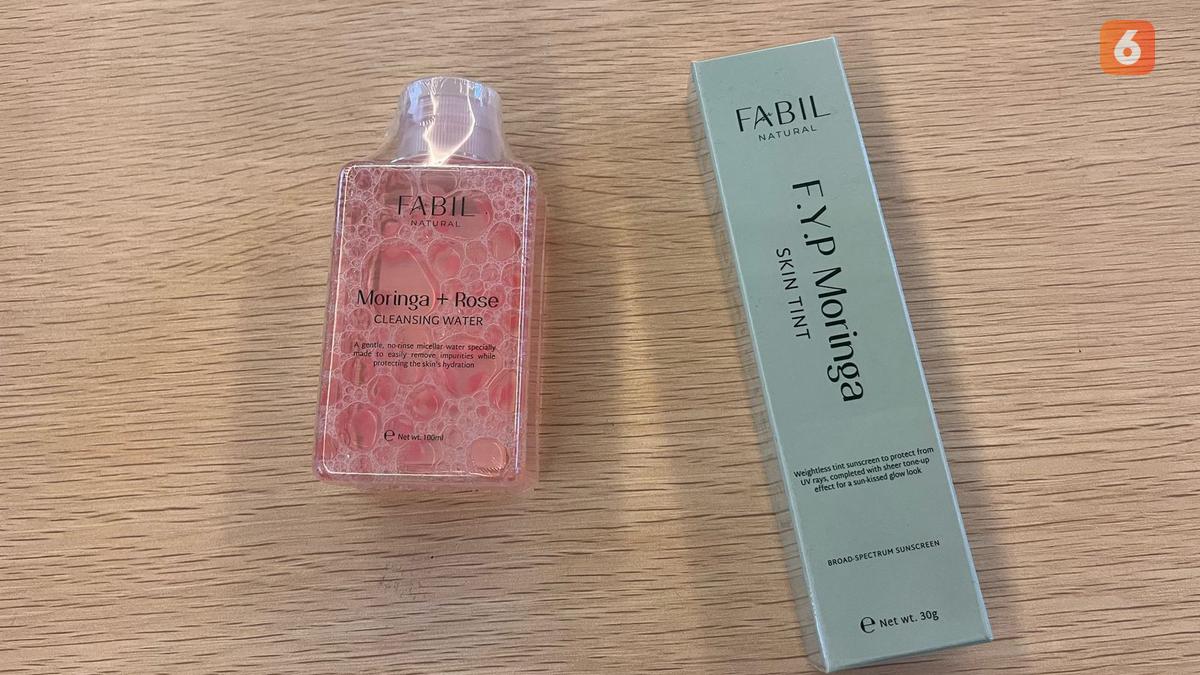 FABIL
NATURAL
Moringa + Rose
CLEANSING WATER
A gentle, no-rinse micellar water specially
made to easily remove impurities while
protecting the skin's hydration
e Net wt. 100ml
FABIL
NATURAL
F.Y.P Moringa
SKIN TINT
Weightless tint sunscreen to protect from
UV rays, completed with sheer tone-up
effect for a sun-kissed glow look
BROAD-SPECTRUM SUNSCREEN
e Net wt. 30g
6